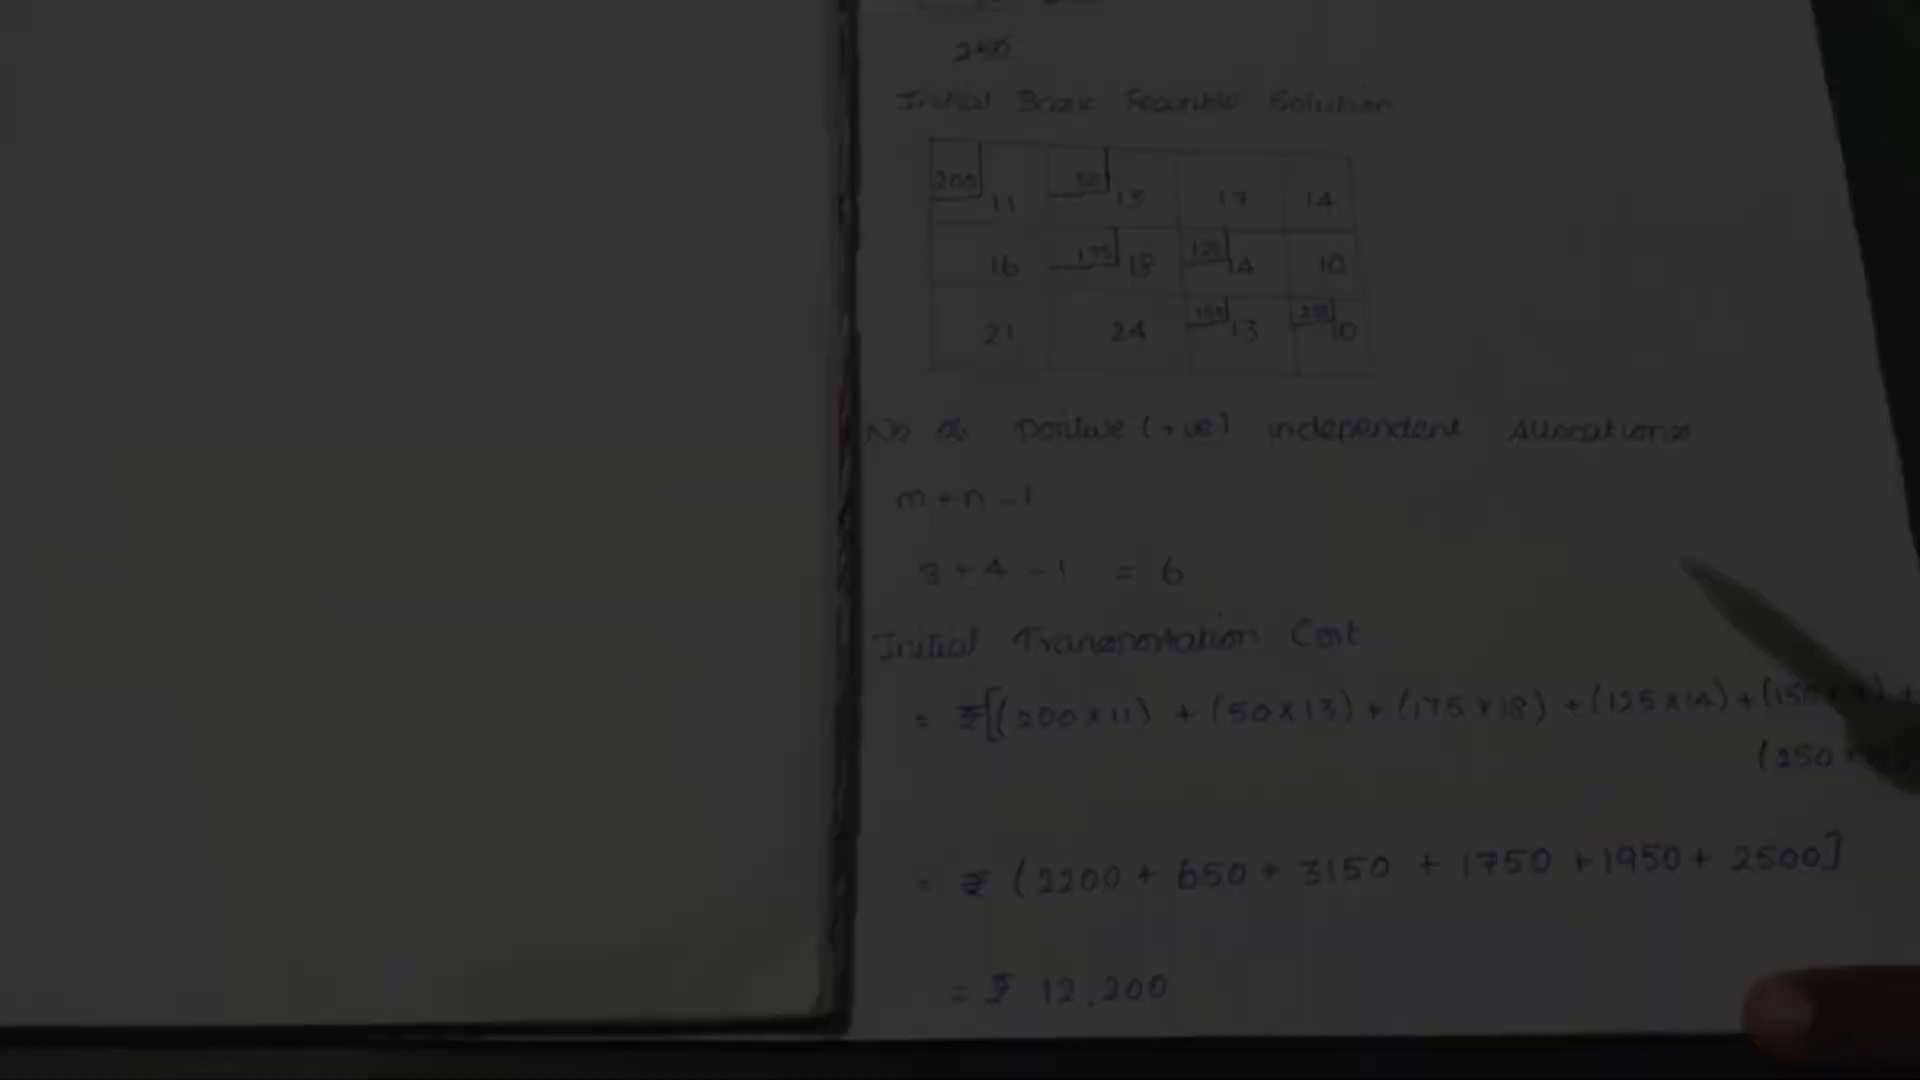 250
Initial Basic Feasible Solution
200 11 50 13 17 14
16 175 18 125 14 10
21 24 150 13 250 10
No of Positive (+ve) independent Allocations
m+n-1
3+4-1 = 6
Initial Transportation Cost
= ₹[(200×11) + (50×13) + (175×18) + (125×14) + (150 +
(250
= ₹ (2200 + 650 + 3150 + 1750 + 1950 + 2500]
= ₹ 12,200